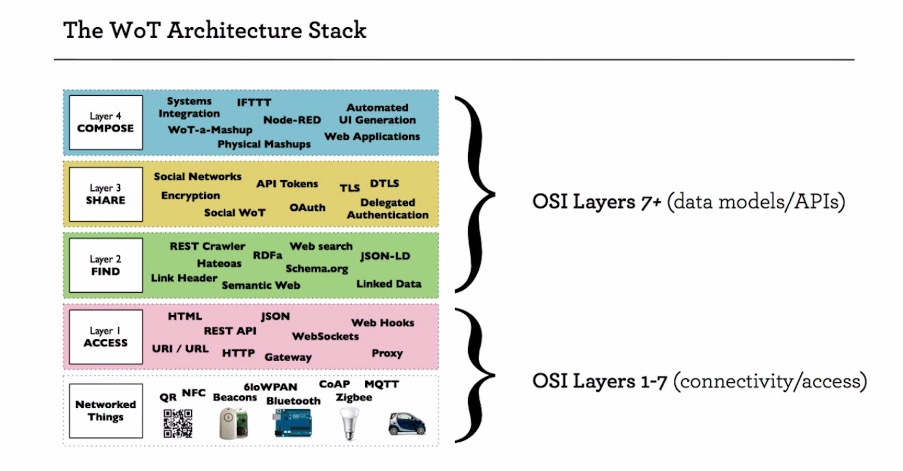 The WoT Architecture Stack
Layer 4
COMPOSE
Systems
Integration
IFTTT
Node-RED
Automated
UI Generation
WoT-a-Mashup
Web Applications
Physical Mashups
Layer 3
SHARE
Social Networks
API Tokens
TLS
DTLS
Encryption
Social WoT
OAuth
Delegated
Authentication
OSI Layers 7+ (data models/APIs)
Layer 2
FIND
REST Crawler
Web search
RDFa
JSON-LD
Hateoas
Schema.org
Link Header
Semantic Web
Linked Data
Layer 1
ACCESS
HTML
JSON
Web Hooks
REST API
WebSockets
URI / URL
HTTP
Gateway
Proxy
OSI Layers 1-7 (connectivity/access)
Networked
Things
QR
NFC
Beacons
6loWPAN
Bluetooth
CoAP
Zigbee
MQTT